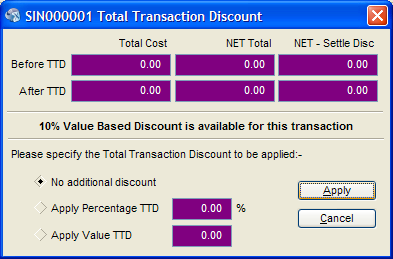 SIN000001 Total Transaction Discount
Total Cost NET Total NET - Settle Disc
Before TTD 0.00 0.00 0.00
After TTD 0.00 0.00 0.00
10% Value Based Discount is available for this transaction
Please specify the Total Transaction Discount to be applied:-
No additional discount
Apply
Apply Percentage TTD 0.00 %
Cancel
Apply Value TTD 0.00